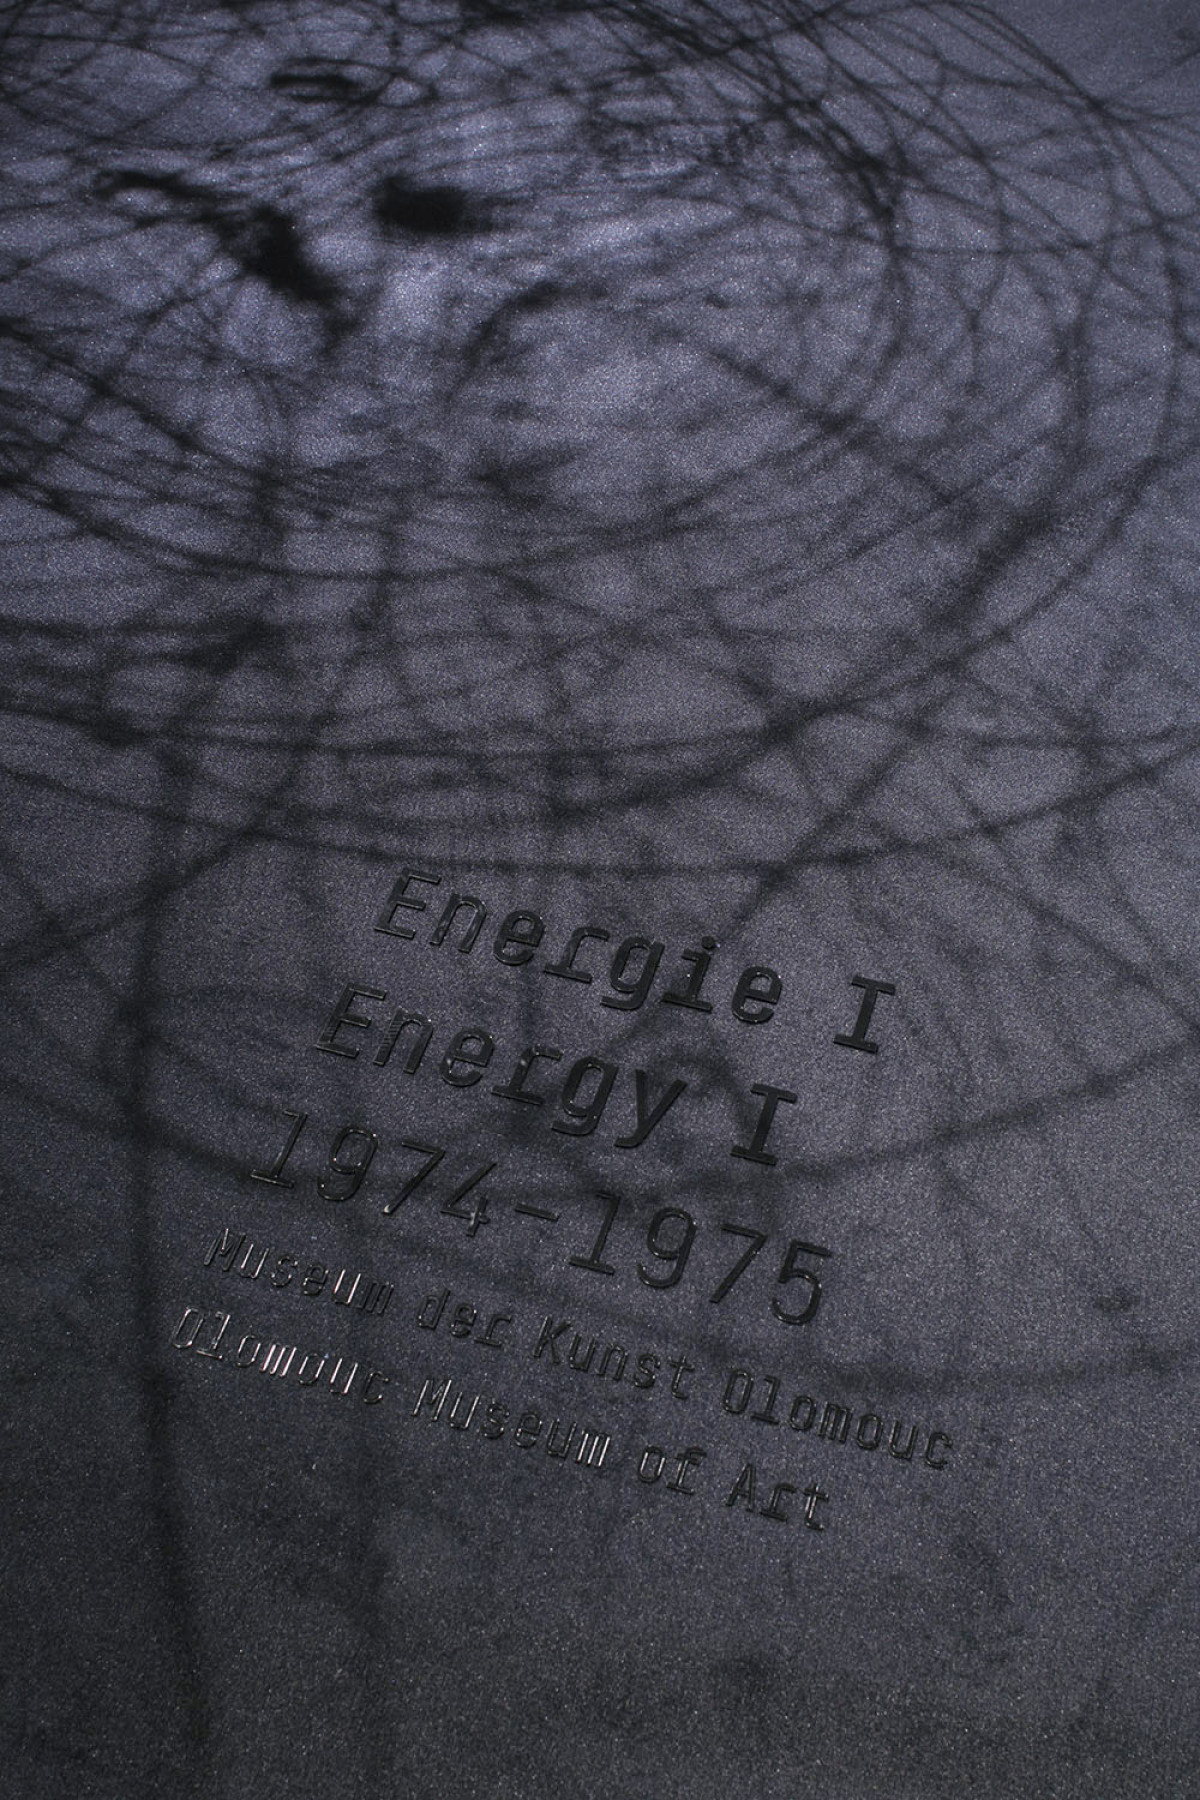 Energie I
Energy I
1974–1975
Museum der Kunst Olomouc
Olomouc Museum of Art